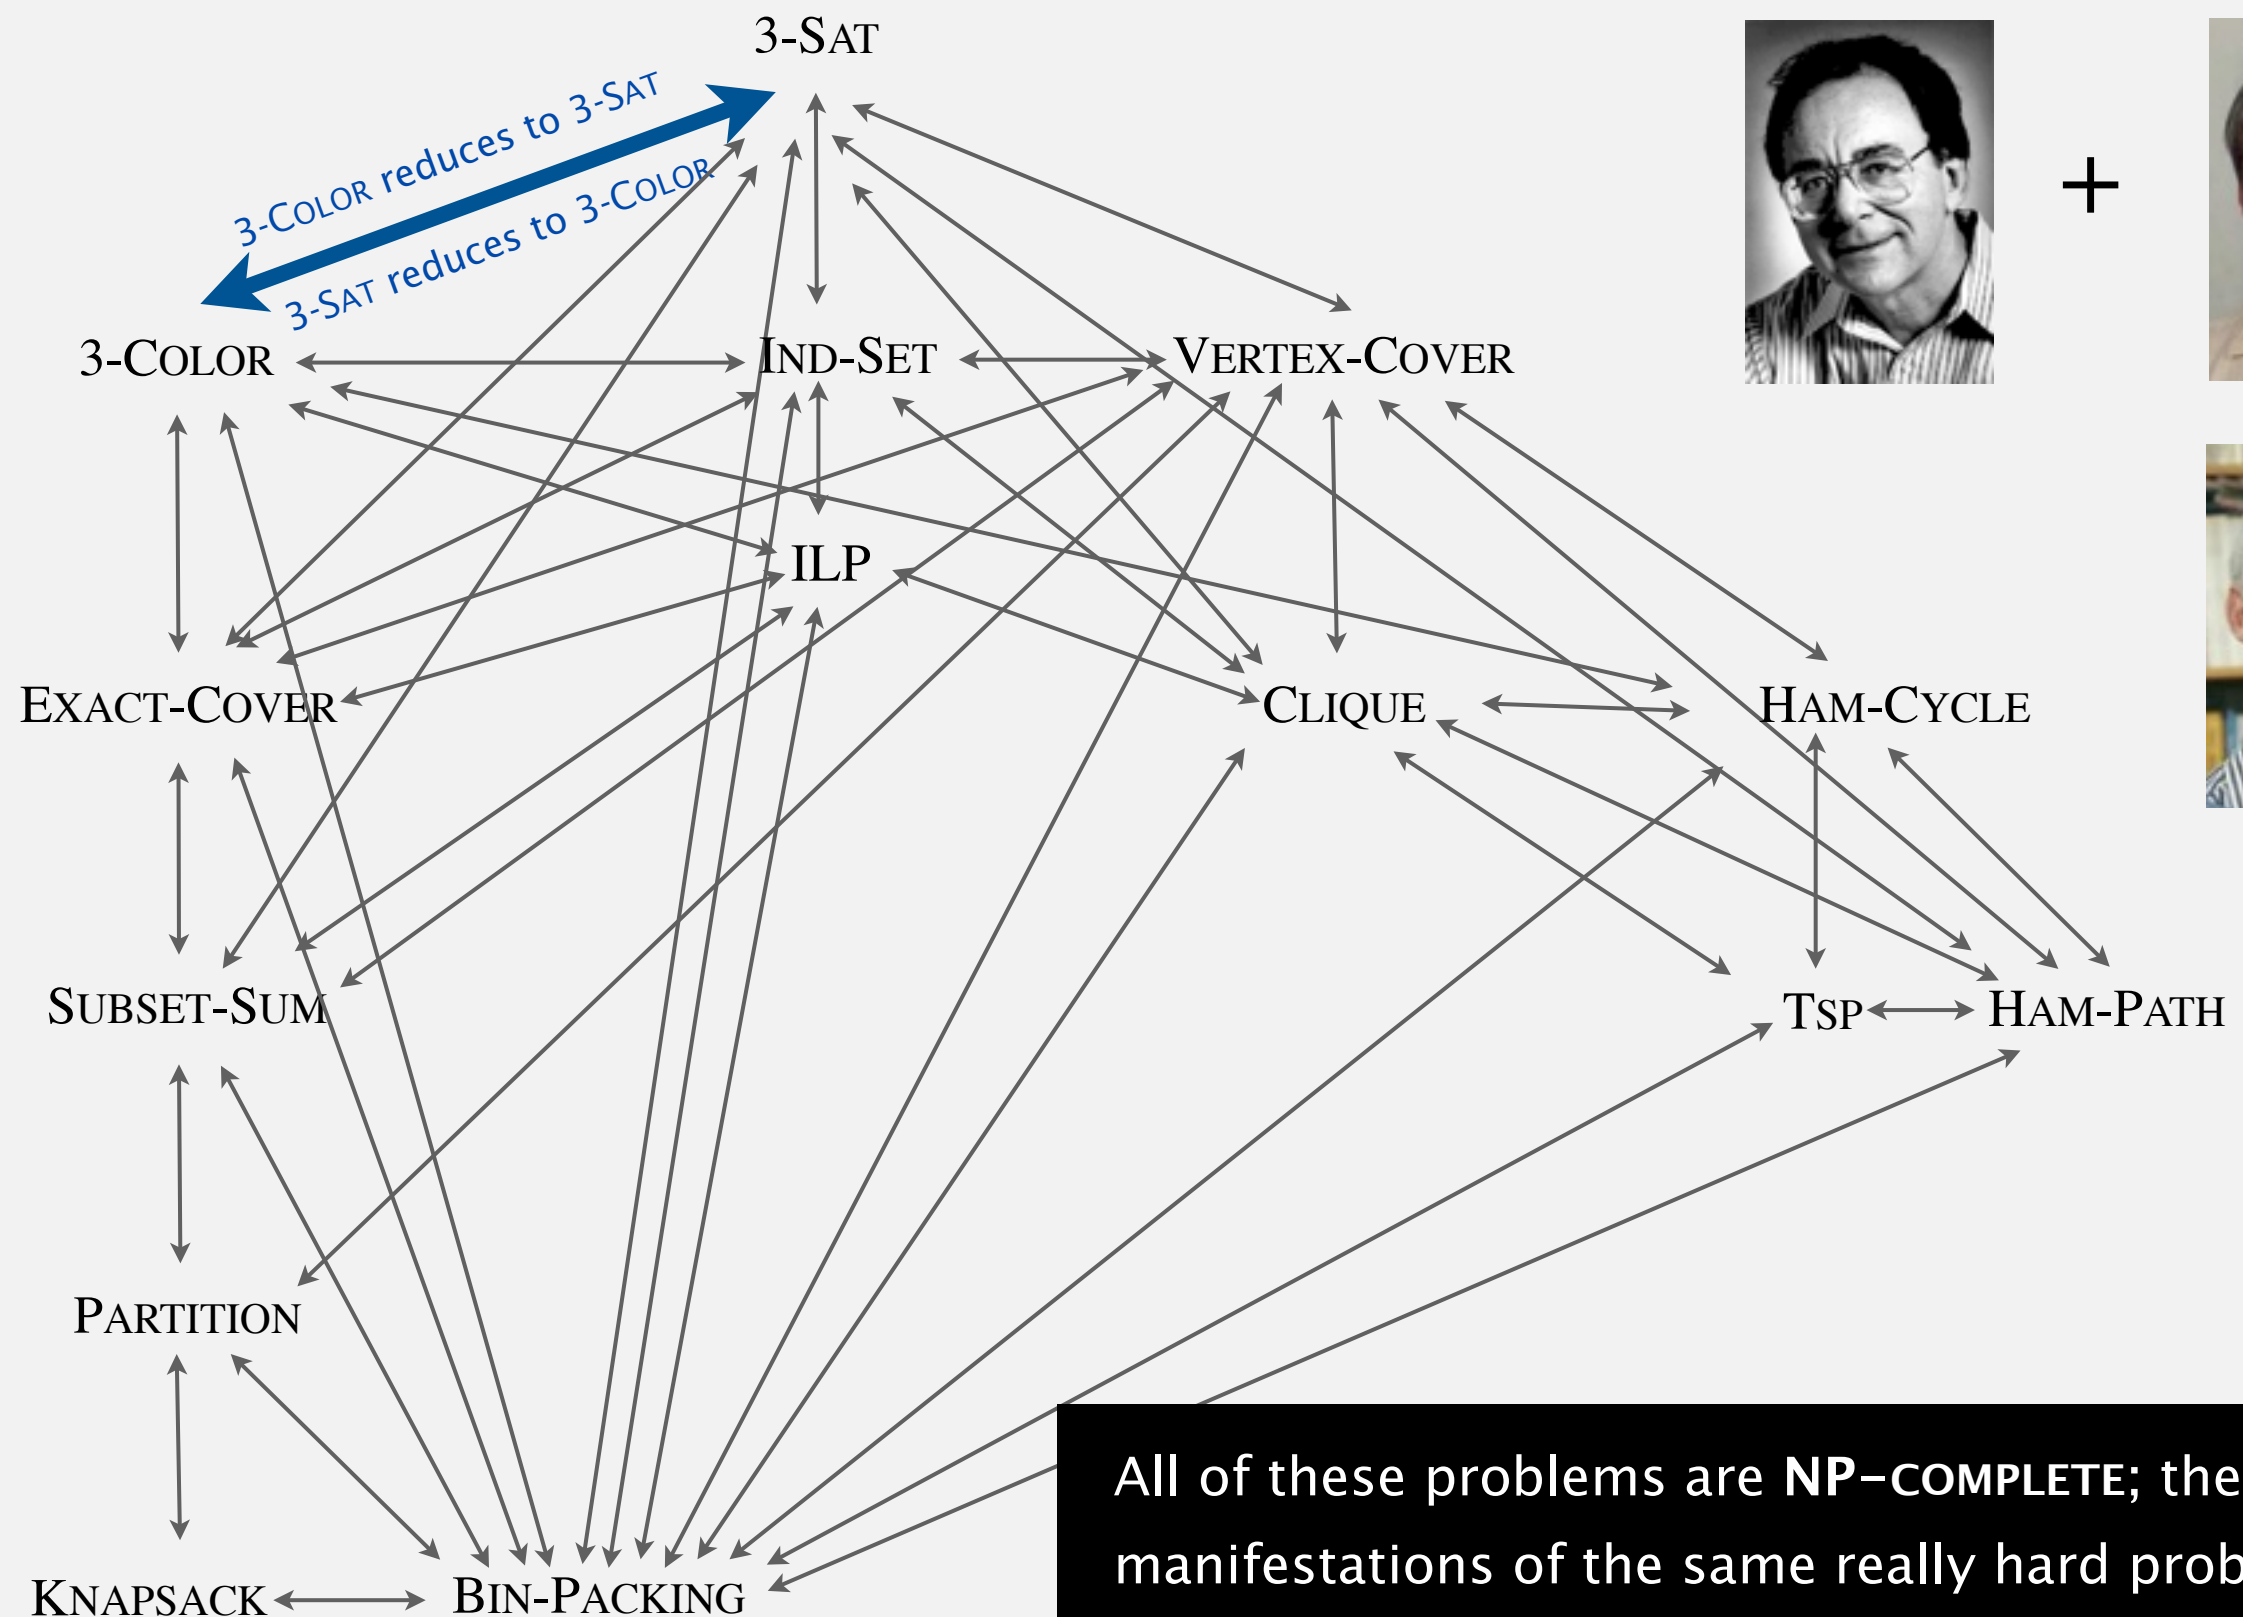 3-SAT
3-COLOR reduces to 3-SAT
3-SAT reduces to 3-COLOR
+
3-COLOR
IND-SET
VERTEX-COVER
ILP
EXACT-COVER
CLIQUE
HAM-CYCLE
SUBSET-SUM
TSP
HAM-PATH
PARTITION
All of these problems are NP-COMPLETE; the
manifestations of the same really hard prob
KNAPSACK
BIN-PACKING